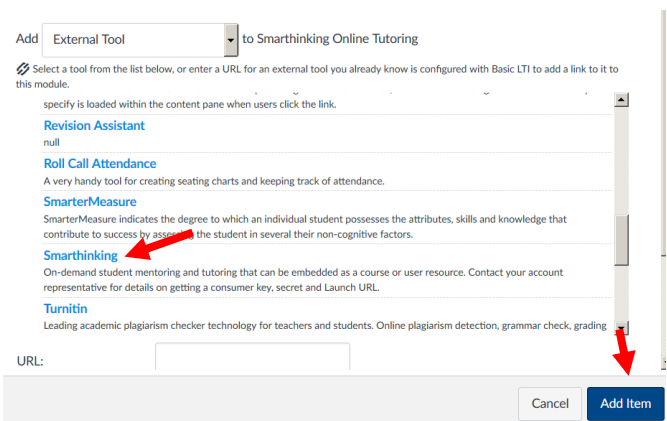 Add External Tool to Smarthinking Online Tutoring
Select a tool from the list below, or enter a URL for an external tool you already know is configured with Basic LTI to add a link to it to
this module.
specify is loaded within the content pane when users click the link.
Revision Assistant
null
Roll Call Attendance
A very handy tool for creating seating charts and keeping track of attendance.
SmarterMeasure
SmarterMeasure indicates the degree to which an individual student possesses the attributes, skills and knowledge that
contribute to success by assessing the student in several their non-cognitive factors.
Smarthinking
On-demand student mentoring and tutoring that can be embedded as a course or user resource. Contact your account
representative for details on getting a consumer key, secret and Launch URL.
Turnitin
Leading academic plagiarism checker technology for teachers and students. Online plagiarism detection, grammar check, grading
URL:
Cancel Add Item